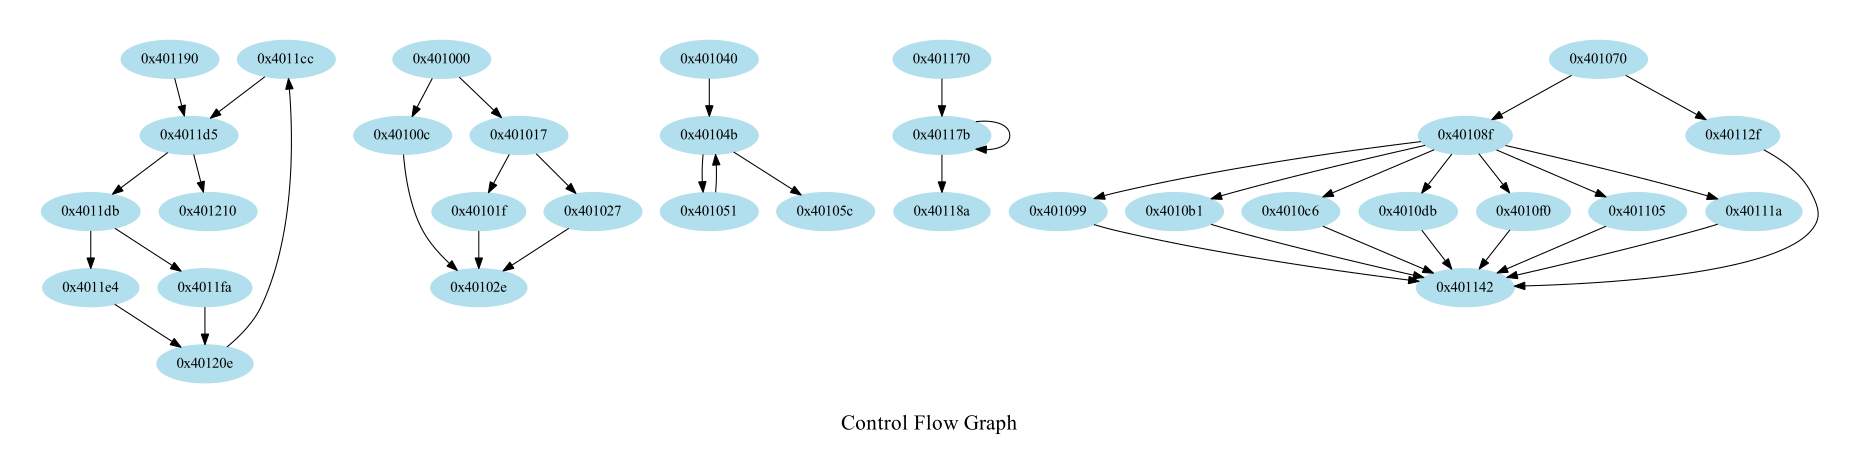 0x401190 0x4011cc 0x401000 0x401040 0x401170 0x401070
0x4011d5 0x40100c 0x401017 0x40104b 0x40117b 0x40108f 0x40112f
0x4011db 0x401210 0x40101f 0x401027 0x401051 0x40105c 0x40118a 0x401099 0x4010b1 0x4010c6 0x4010db 0x4010f0 0x401105 0x40111a
0x4011e4 0x4011fa 0x40102e 0x401142
0x40120e
Control Flow Graph